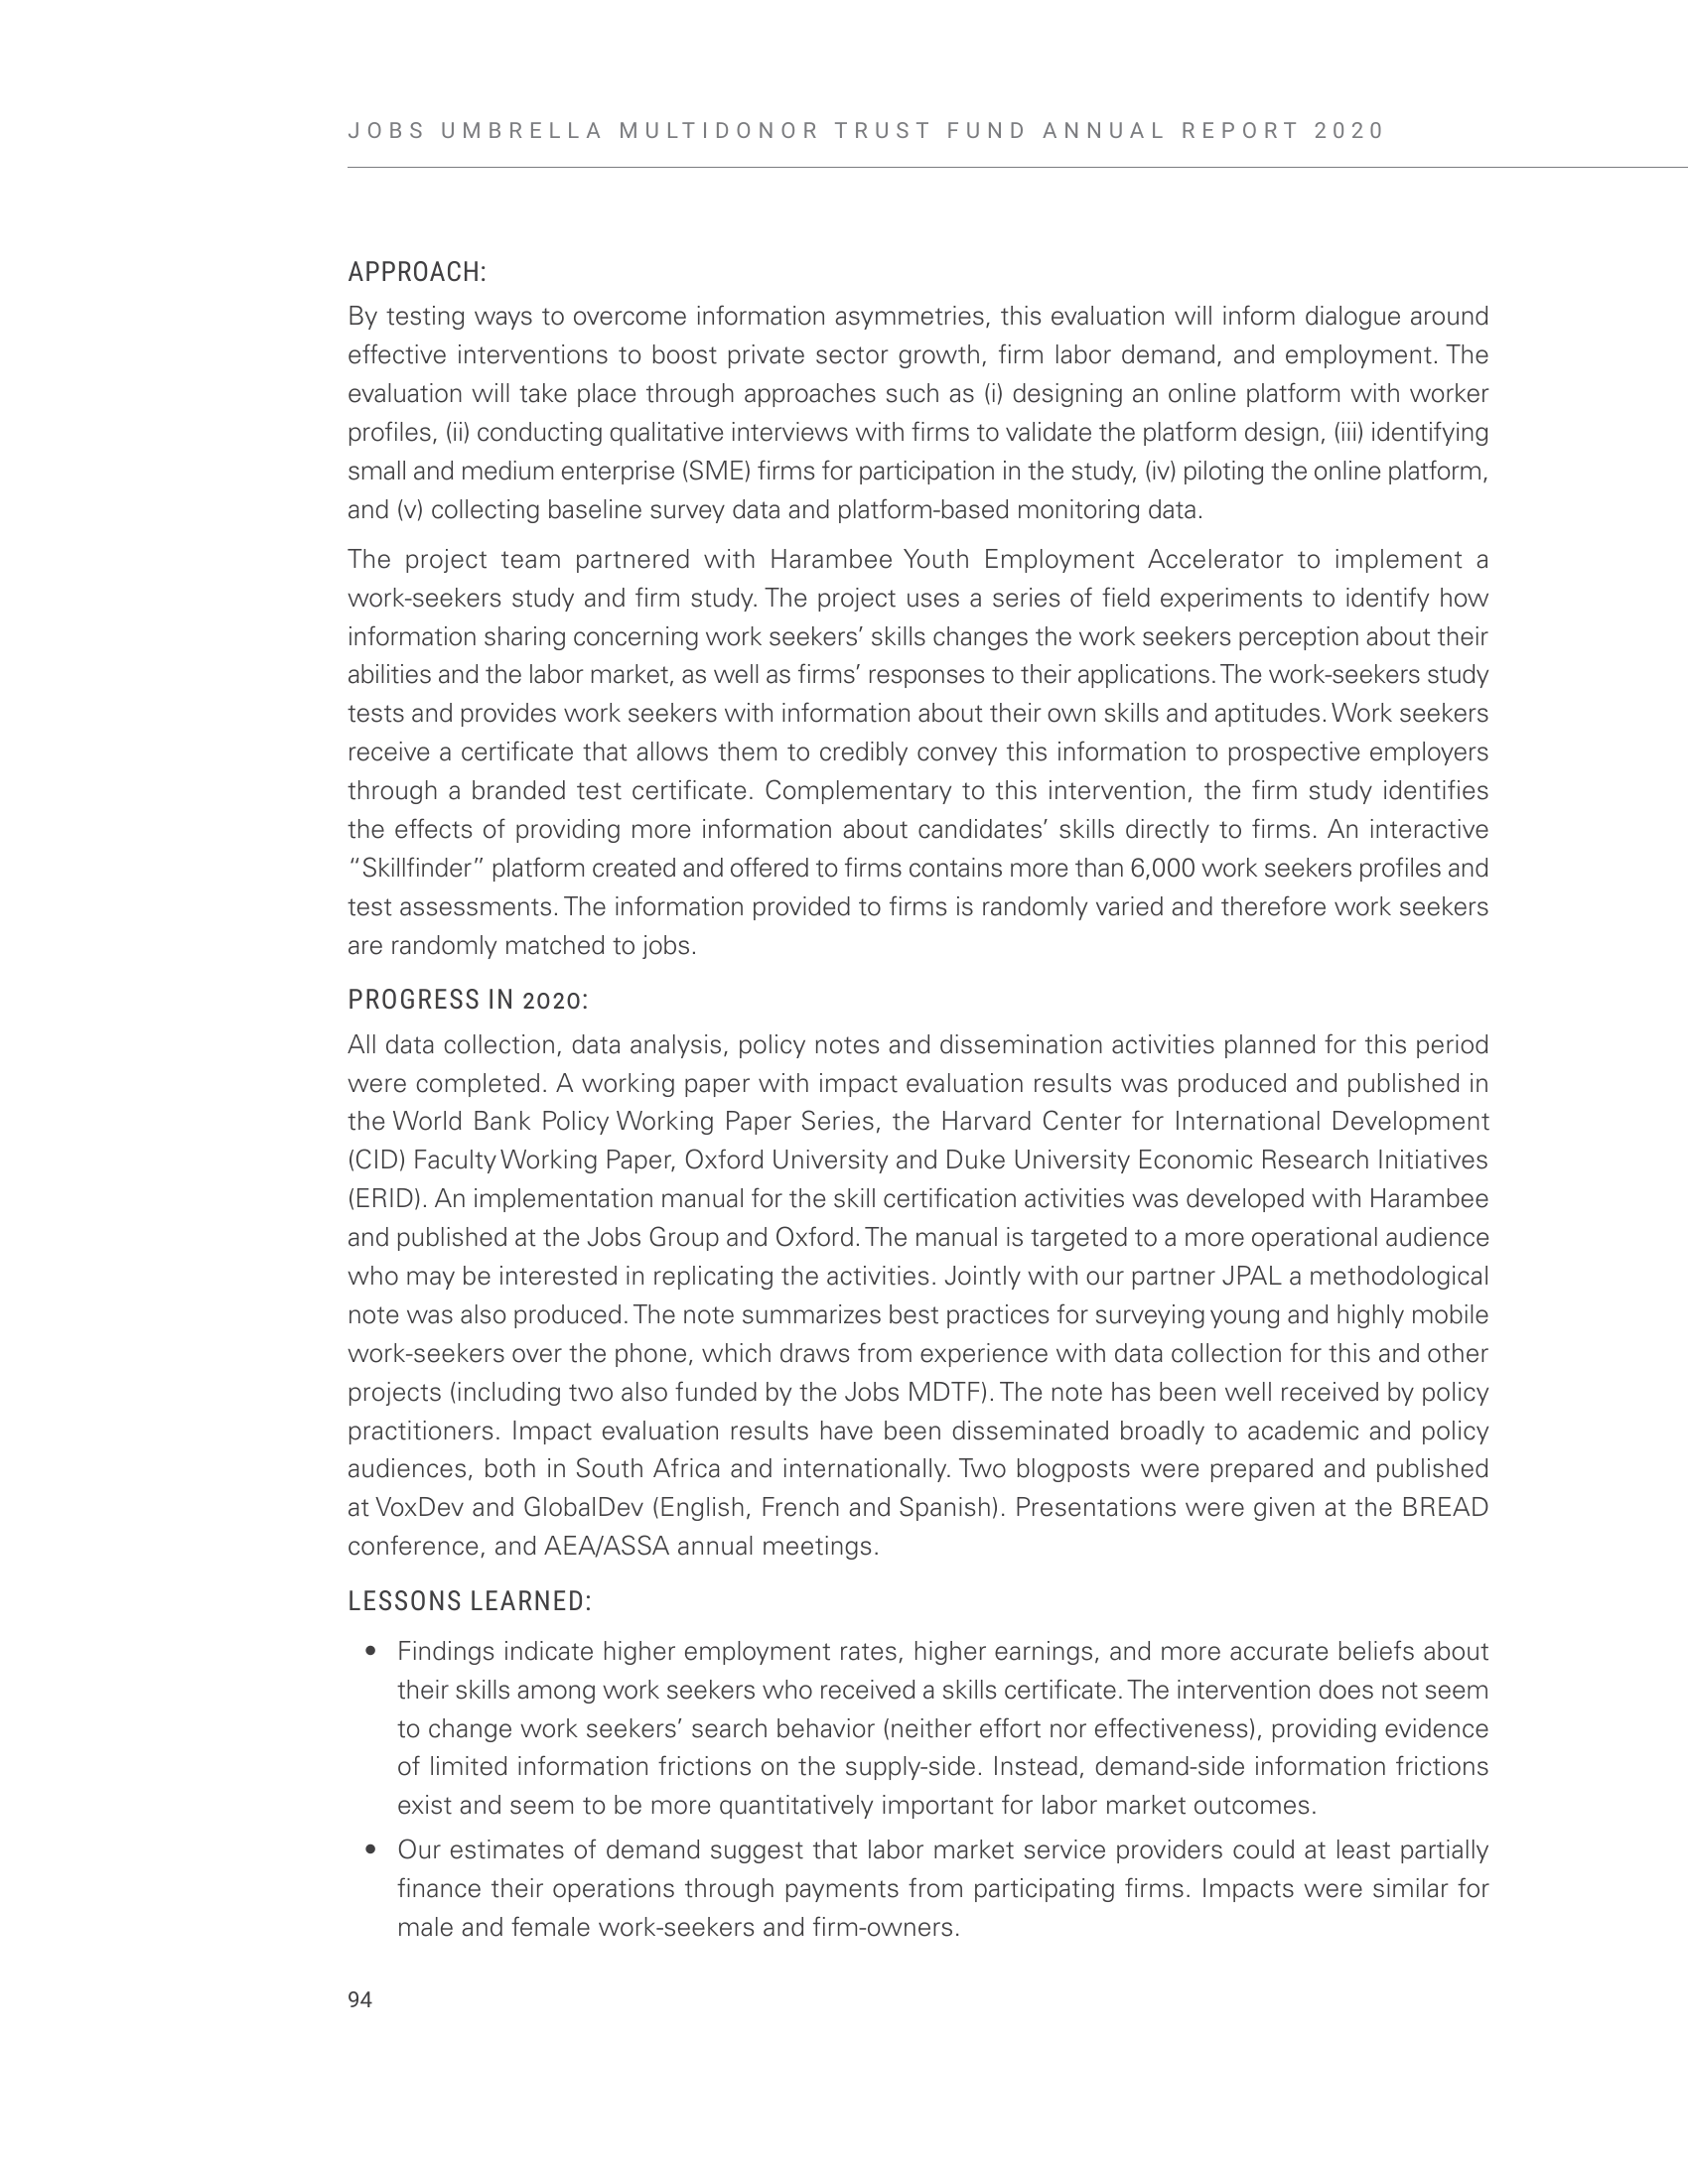 JOBS UMBRELLA MULTIDONOR TRUST FUND ANNUAL REPORT 2020
APPROACH:
By testing ways to overcome information asymmetries, this evaluation will inform dialogue around
effective interventions to boost private sector growth, firm labor demand, and employment. The
evaluation will take place through approaches such as (i) designing an online platform with worker
profiles, (ii) conducting qualitative interviews with firms to validate the platform design, (iii) identifying
small and medium enterprise (SME) firms for participation in the study, (iv) piloting the online platform,
and (v) collecting baseline survey data and platform-based monitoring data.
The project team partnered with Harambee Youth Employment Accelerator to implement a
work-seekers study and firm study. The project uses a series of field experiments to identify how
information sharing concerning work seekers’ skills changes the work seekers perception about their
abilities and the labor market, as well as firms’ responses to their applications. The work-seekers study
tests and provides work seekers with information about their own skills and aptitudes. Work seekers
receive a certificate that allows them to credibly convey this information to prospective employers
through a branded test certificate. Complementary to this intervention, the firm study identifies
the effects of providing more information about candidates’ skills directly to firms. An interactive
“Skillfinder” platform created and offered to firms contains more than 6,000 work seekers profiles and
test assessments. The information provided to firms is randomly varied and therefore work seekers
are randomly matched to jobs.
PROGRESS IN 2020:
All data collection, data analysis, policy notes and dissemination activities planned for this period
were completed. A working paper with impact evaluation results was produced and published in
the World Bank Policy Working Paper Series, the Harvard Center for International Development
(CID) Faculty Working Paper, Oxford University and Duke University Economic Research Initiatives
(ERID). An implementation manual for the skill certification activities was developed with Harambee
and published at the Jobs Group and Oxford. The manual is targeted to a more operational audience
who may be interested in replicating the activities. Jointly with our partner JPAL a methodological
note was also produced. The note summarizes best practices for surveying young and highly mobile
work-seekers over the phone, which draws from experience with data collection for this and other
projects (including two also funded by the Jobs MDTF). The note has been well received by policy
practitioners. Impact evaluation results have been disseminated broadly to academic and policy
audiences, both in South Africa and internationally. Two blogposts were prepared and published
at VoxDev and GlobalDev (English, French and Spanish). Presentations were given at the BREAD
conference, and AEA/ASSA annual meetings.
LESSONS LEARNED:
• Findings indicate higher employment rates, higher earnings, and more accurate beliefs about
their skills among work seekers who received a skills certificate. The intervention does not seem
to change work seekers’ search behavior (neither effort nor effectiveness), providing evidence
of limited information frictions on the supply-side. Instead, demand-side information frictions
exist and seem to be more quantitatively important for labor market outcomes.
• Our estimates of demand suggest that labor market service providers could at least partially
finance their operations through payments from participating firms. Impacts were similar for
male and female work-seekers and firm-owners.
94